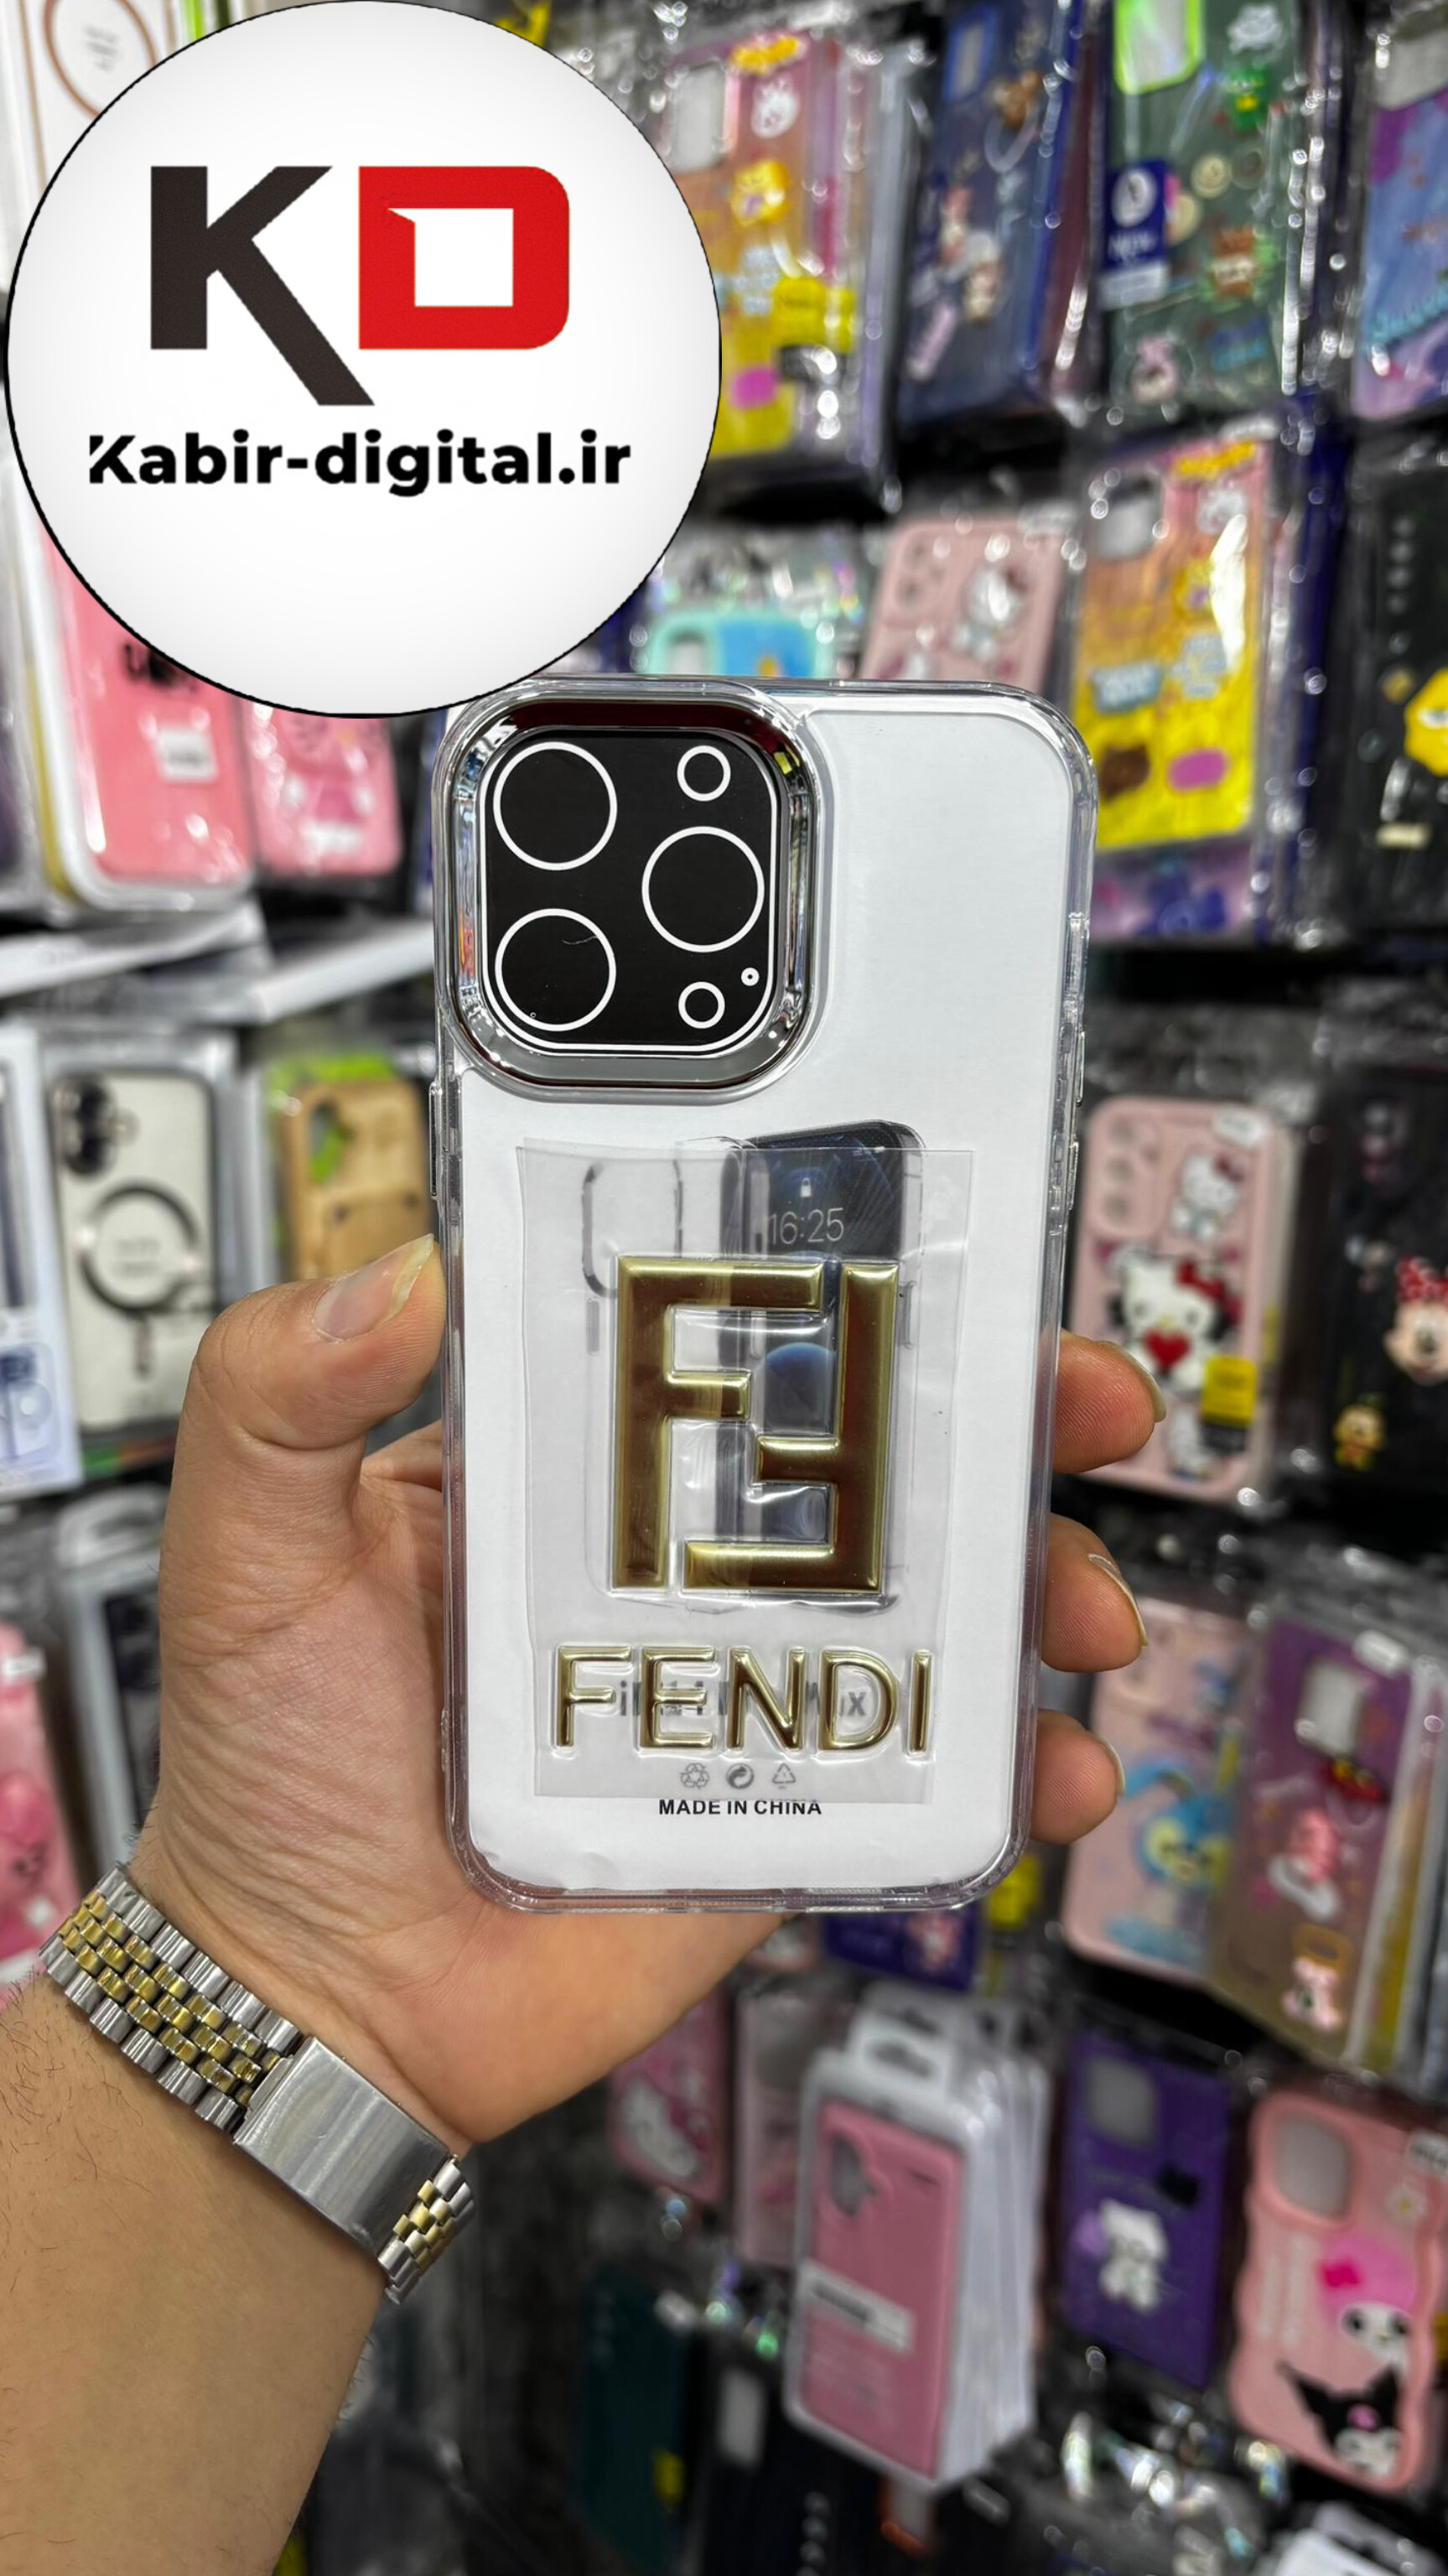 KD
Kabir-digital.ir
16:25
FENDI
MADE IN CHINA